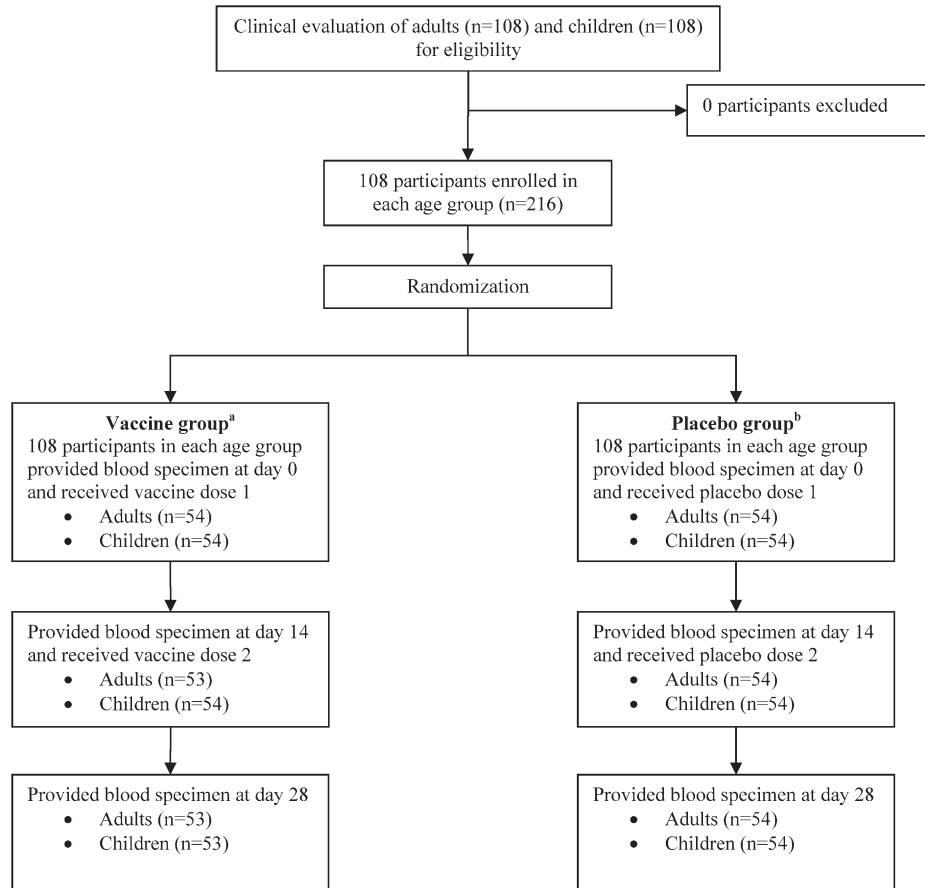 Clinical evaluation of adults (n=108) and children (n=108)
for eligibility
0 participants excluded
108 participants enrolled in
each age group (n=216)
Randomization
Vaccine groupᵃ
108 participants in each age group
provided blood specimen at day 0
and received vaccine dose 1
• Adults (n=54)
• Children (n=54)
Placebo groupᵇ
108 participants in each age group
provided blood specimen at day 0
and received placebo dose 1
• Adults (n=54)
• Children (n=54)
Provided blood specimen at day 14
and received vaccine dose 2
• Adults (n=53)
• Children (n=54)
Provided blood specimen at day 14
and received placebo dose 2
• Adults (n=54)
• Children (n=54)
Provided blood specimen at day 28
• Adults (n=53)
• Children (n=53)
Provided blood specimen at day 28
• Adults (n=54)
• Children (n=54)